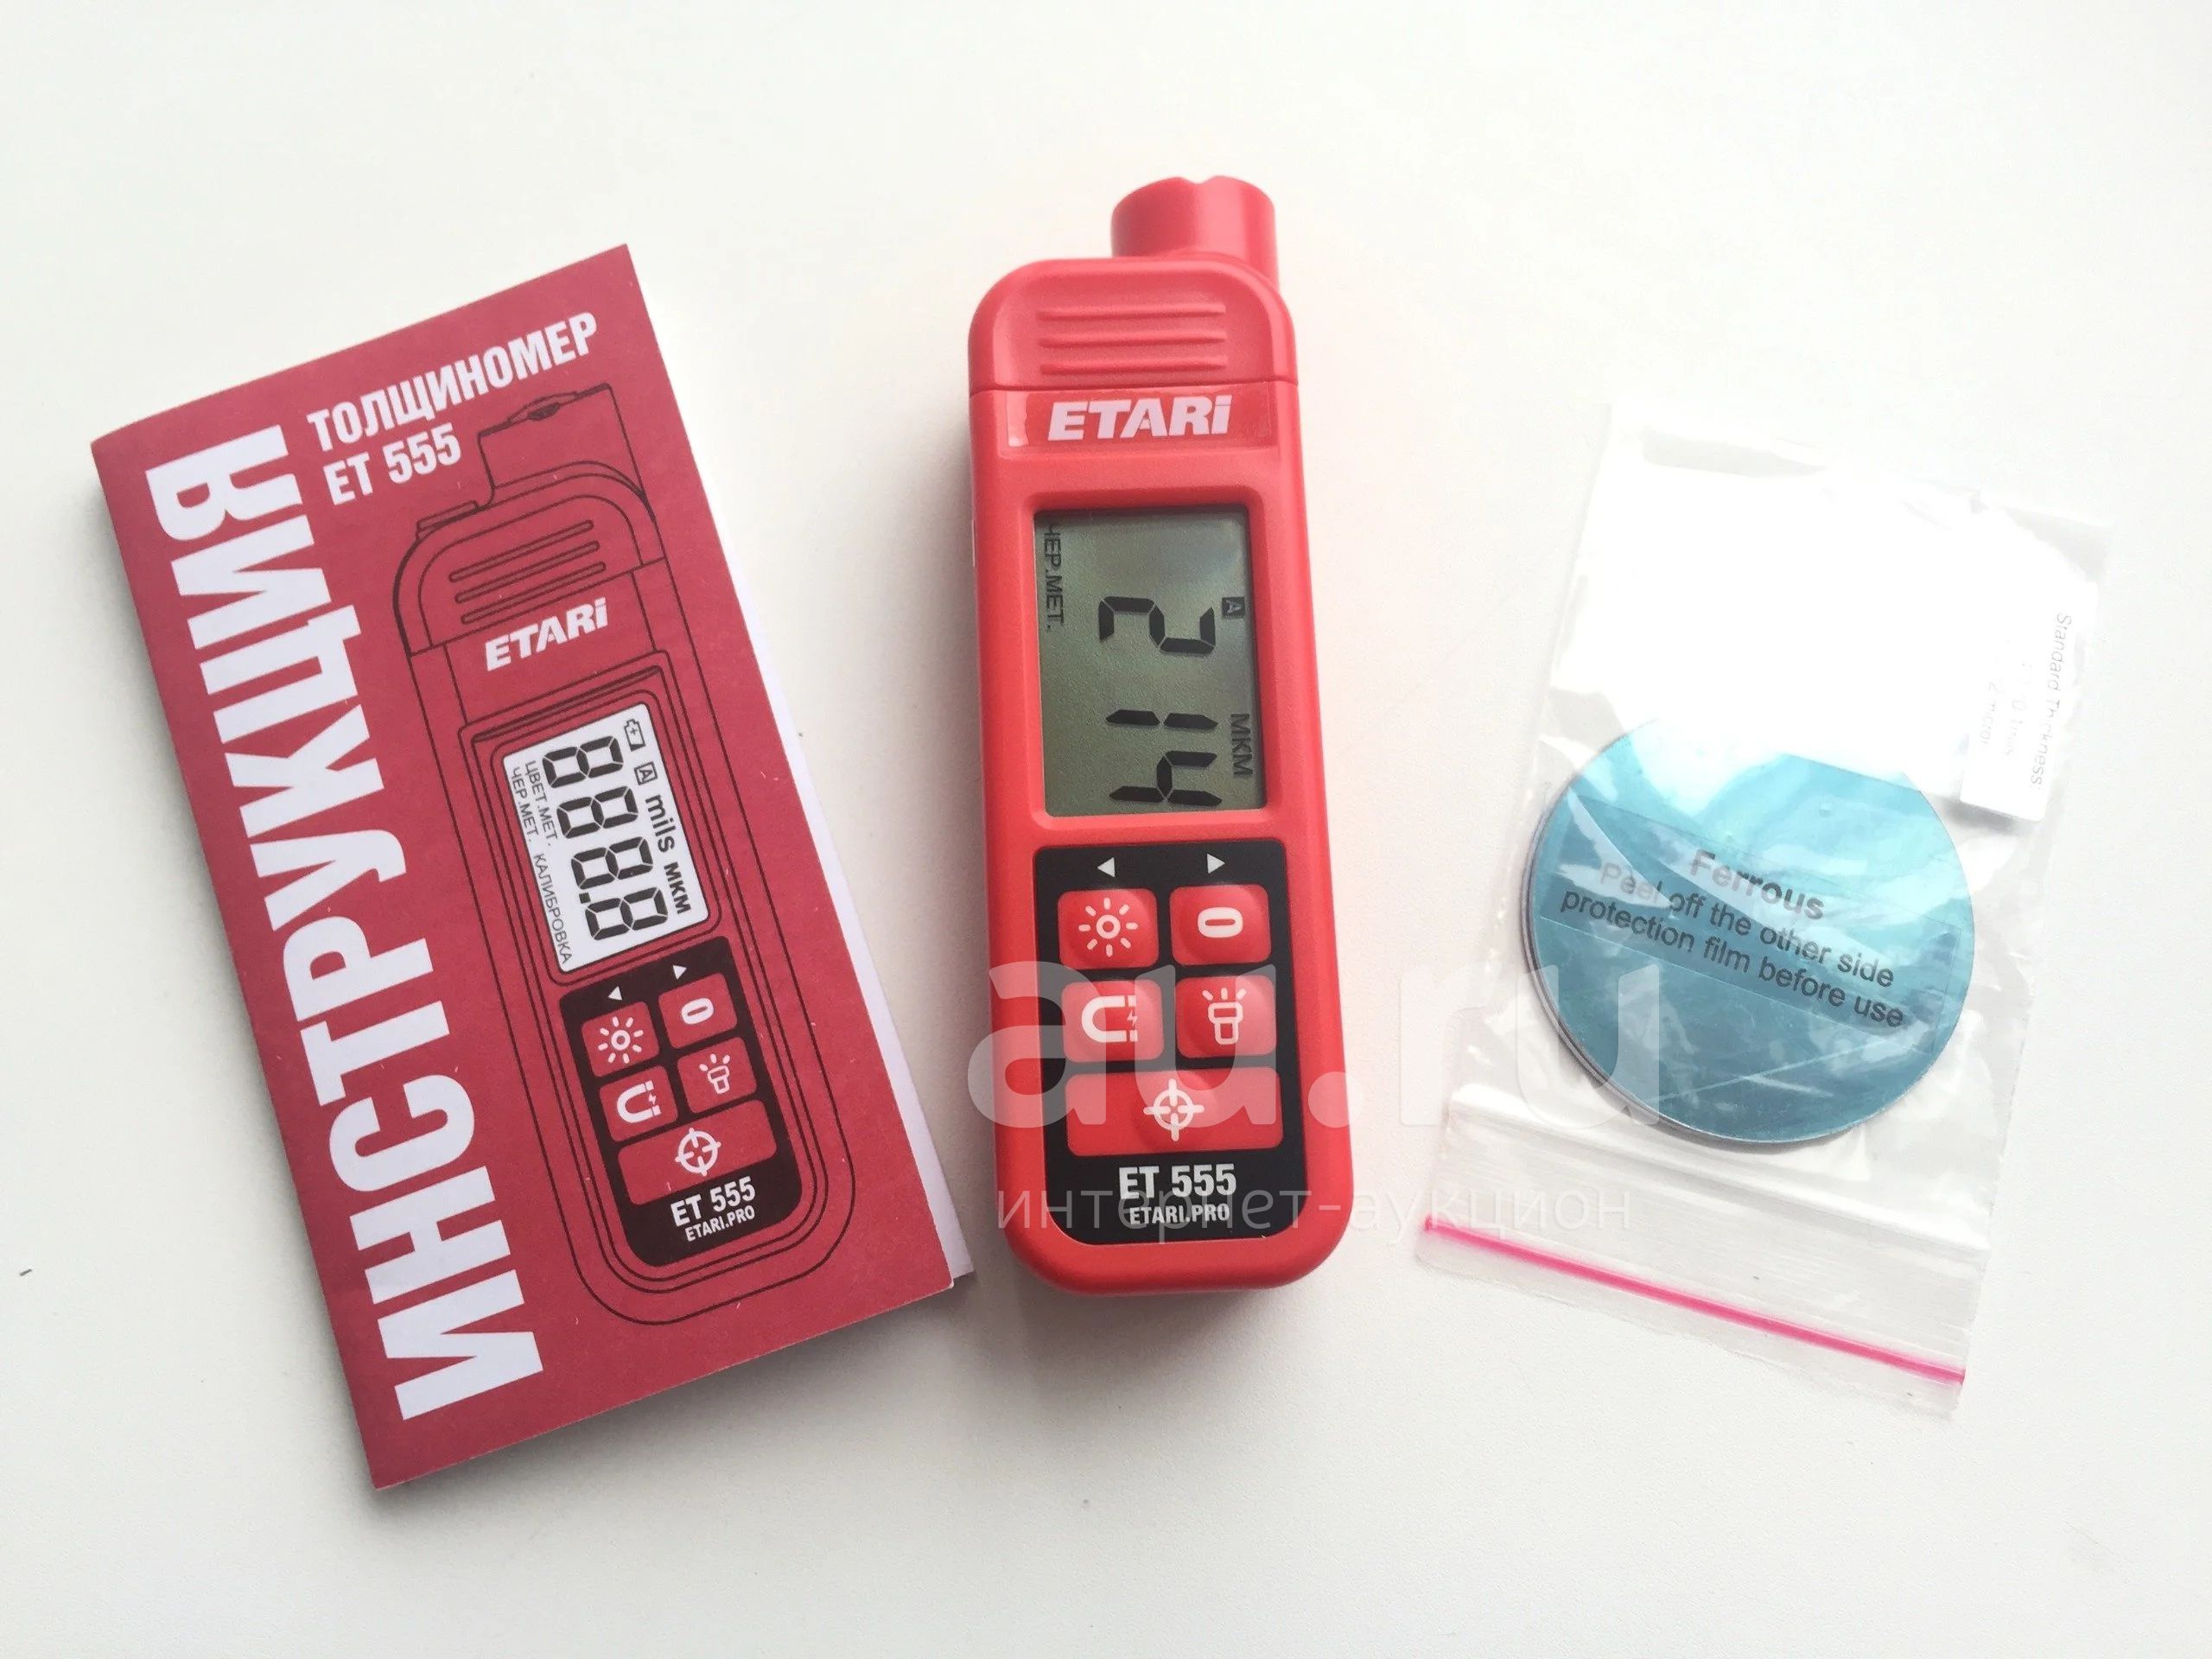 ИНСТРУКЦИЯ
ТОЛЩИНОМЕР
ET 555
ETARI
A mils мкм
888.8
ЦВЕТ.МЕТ.
ЧЕР.МЕТ. КАЛИБРОВКА
0
ET 555
ETARI.PRO
ETARI
A МКМ
214
ЧЕР.МЕТ.
0
ET 555
ETARI.PRO
Standard Thickness
Ferrous
Peel off the other side
protection film before use
au.ru
интернет-аукцион